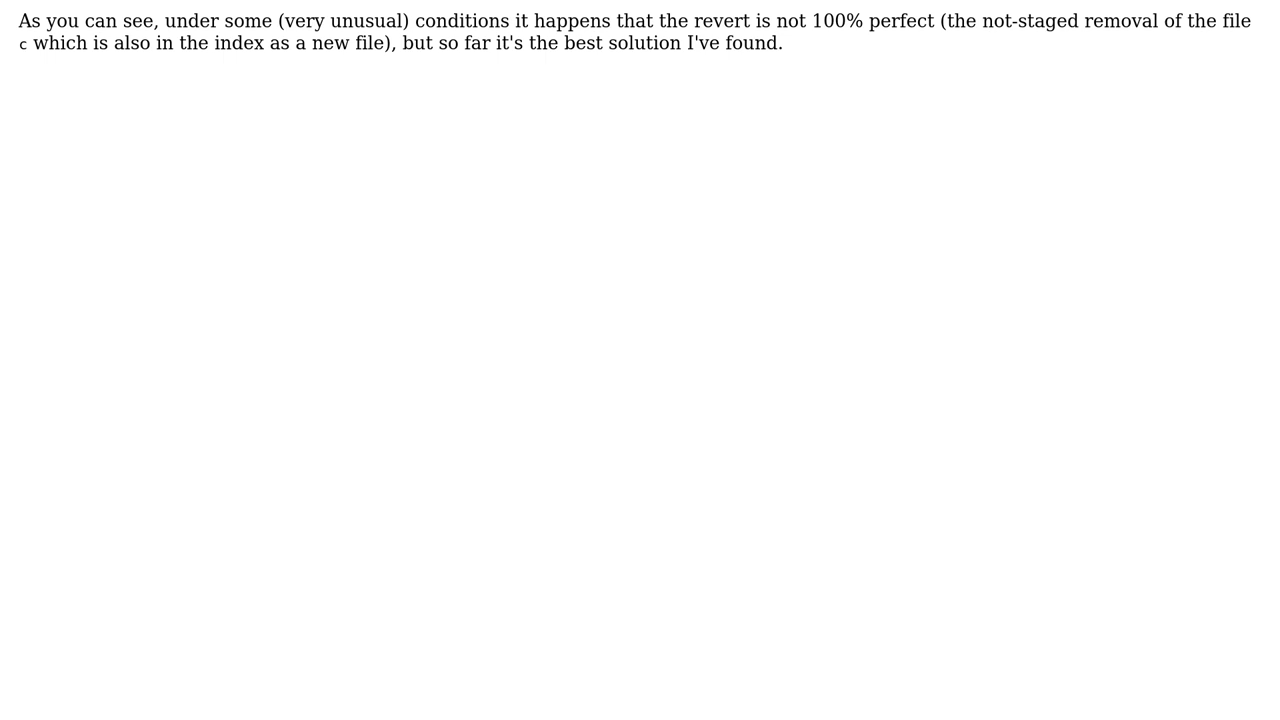 As you can see, under some (very unusual) conditions it happens that the revert is not 100% perfect (the not-staged removal of the file
c which is also in the index as a new file), but so far it's the best solution I've found.